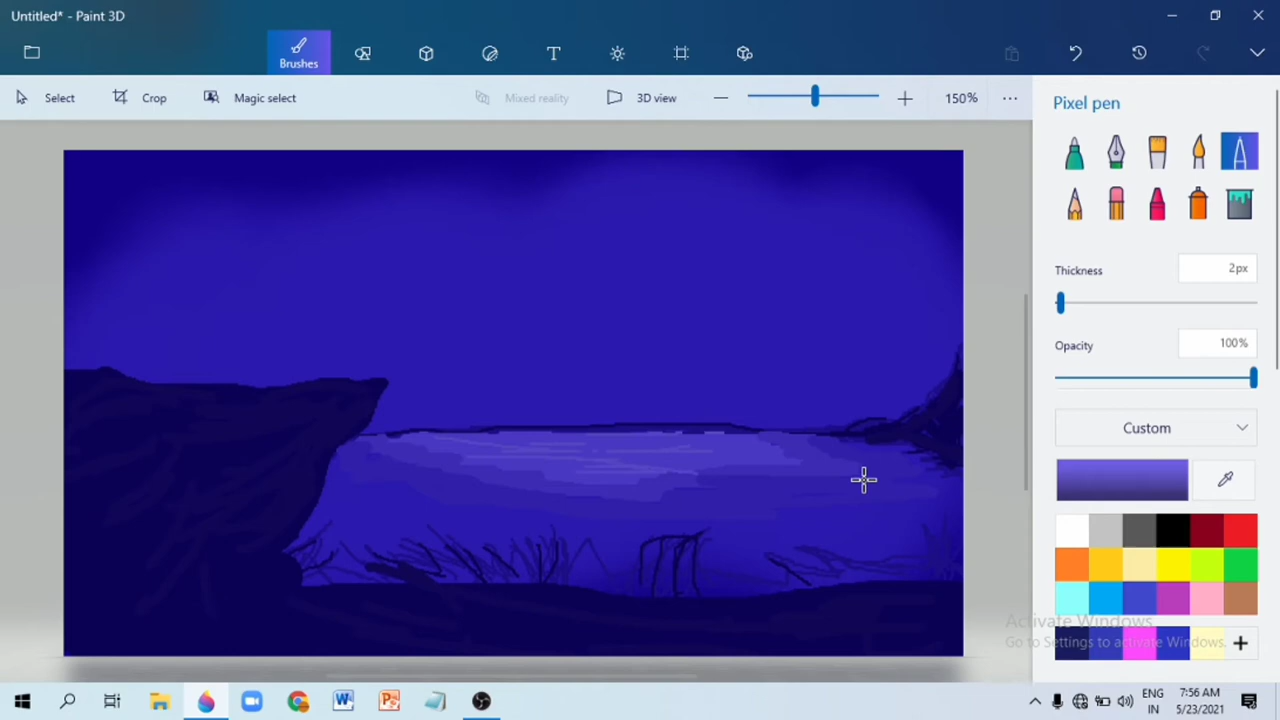 Untitled* - Paint 3D
Brushes
Select
Crop
Magic select
Mixed reality
3D view
150%
Pixel pen
Thickness
2px
Opacity
100%
Custom
Activate Windows
Go to Settings to activate Windows.
ENG
IN
7:56 AM
5/23/2021